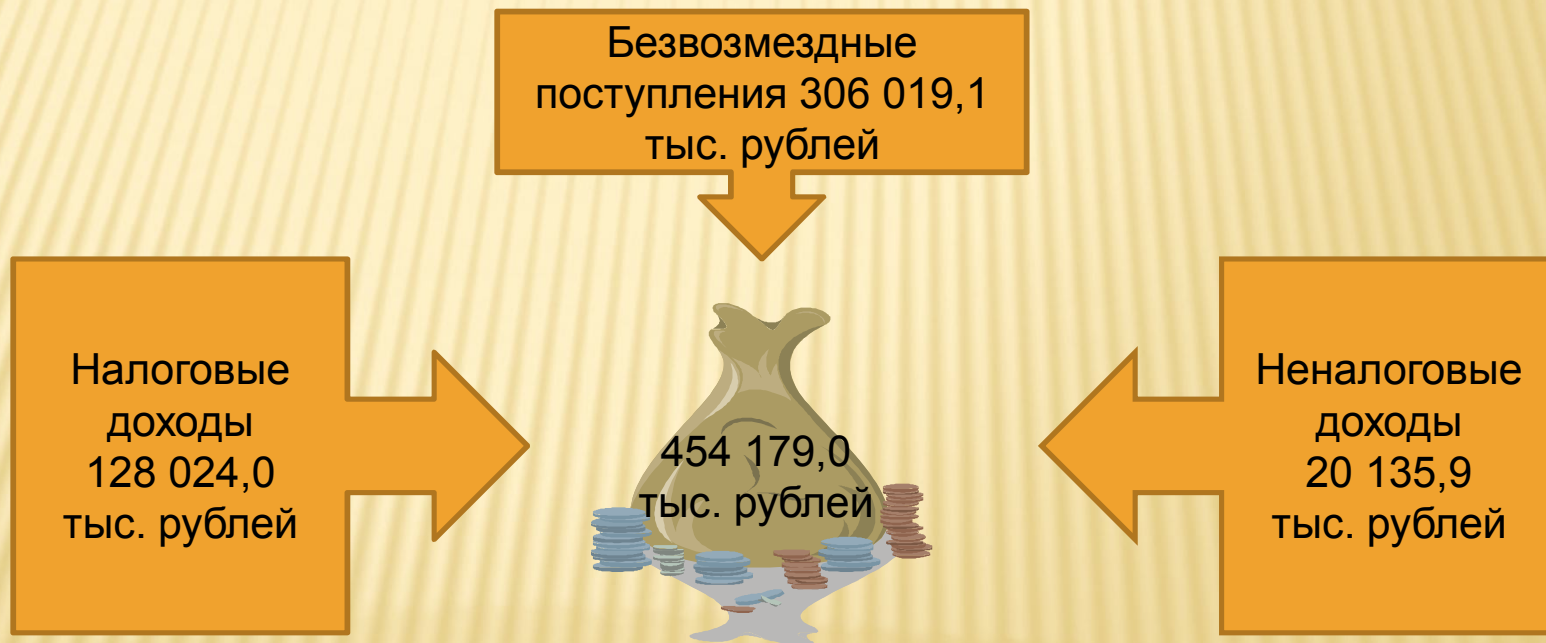 Безвозмездные
поступления 306 019,1
тыс. рублей
Налоговые
доходы
128 024,0
тыс. рублей
454 179,0
тыс. рублей
Неналоговые
доходы
20 135,9
тыс. рублей